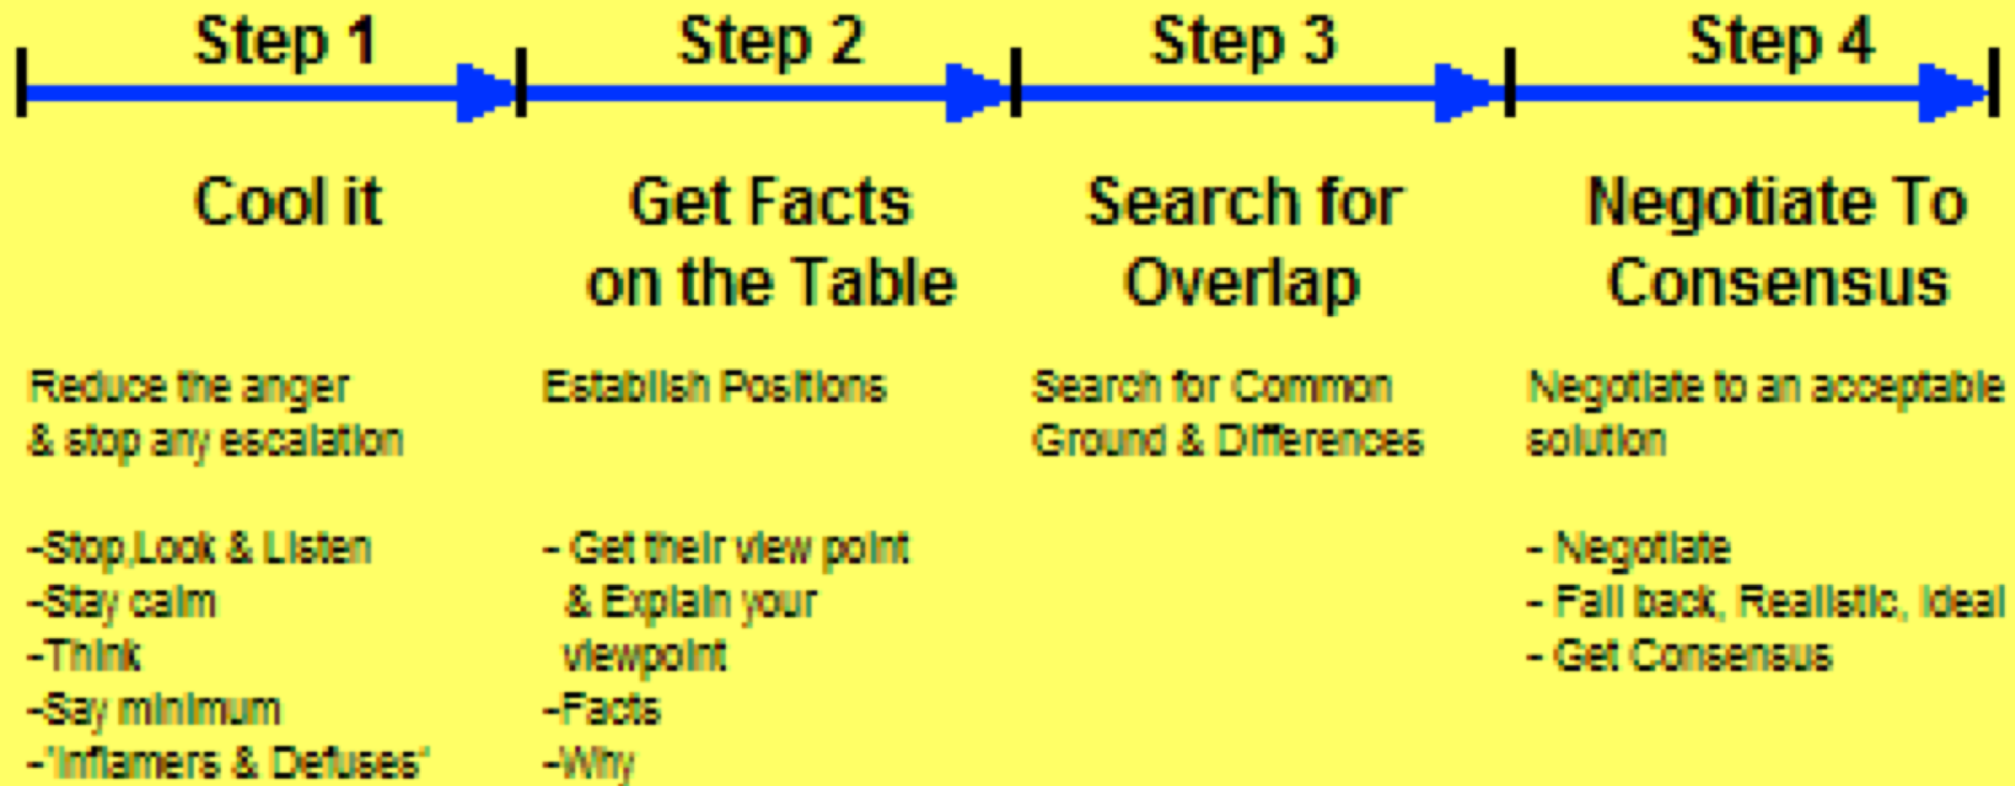 Step 1
Step 2
Step 3
Step 4
Cool it
Get Facts
on the Table
Search for
Overlap
Negotiate To
Consensus
Reduce the anger
& stop any escalation
Establish Positions
Search for Common
Ground & Differences
Negotiate to an acceptable
solution
-Stop,Look & Listen
-Stay calm
-Think
-Say minimum
-'Inflamers & Defuses'
- Get their view point
& Explain your
viewpoint
-Facts
-Why
- Negotiate
- Fall back, Realistic, Ideal
- Get Consensus